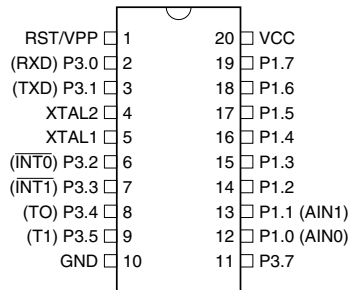 RST/VPP 1 20 VCC
(RXD) P3.0 2 19 P1.7
(TXD) P3.1 3 18 P1.6
XTAL2 4 17 P1.5
XTAL1 5 16 P1.4
(I̅N̅T̅0̅) P3.2 6 15 P1.3
(I̅N̅T̅1̅) P3.3 7 14 P1.2
(TO) P3.4 8 13 P1.1 (AIN1)
(T1) P3.5 9 12 P1.0 (AIN0)
GND 10 11 P3.7